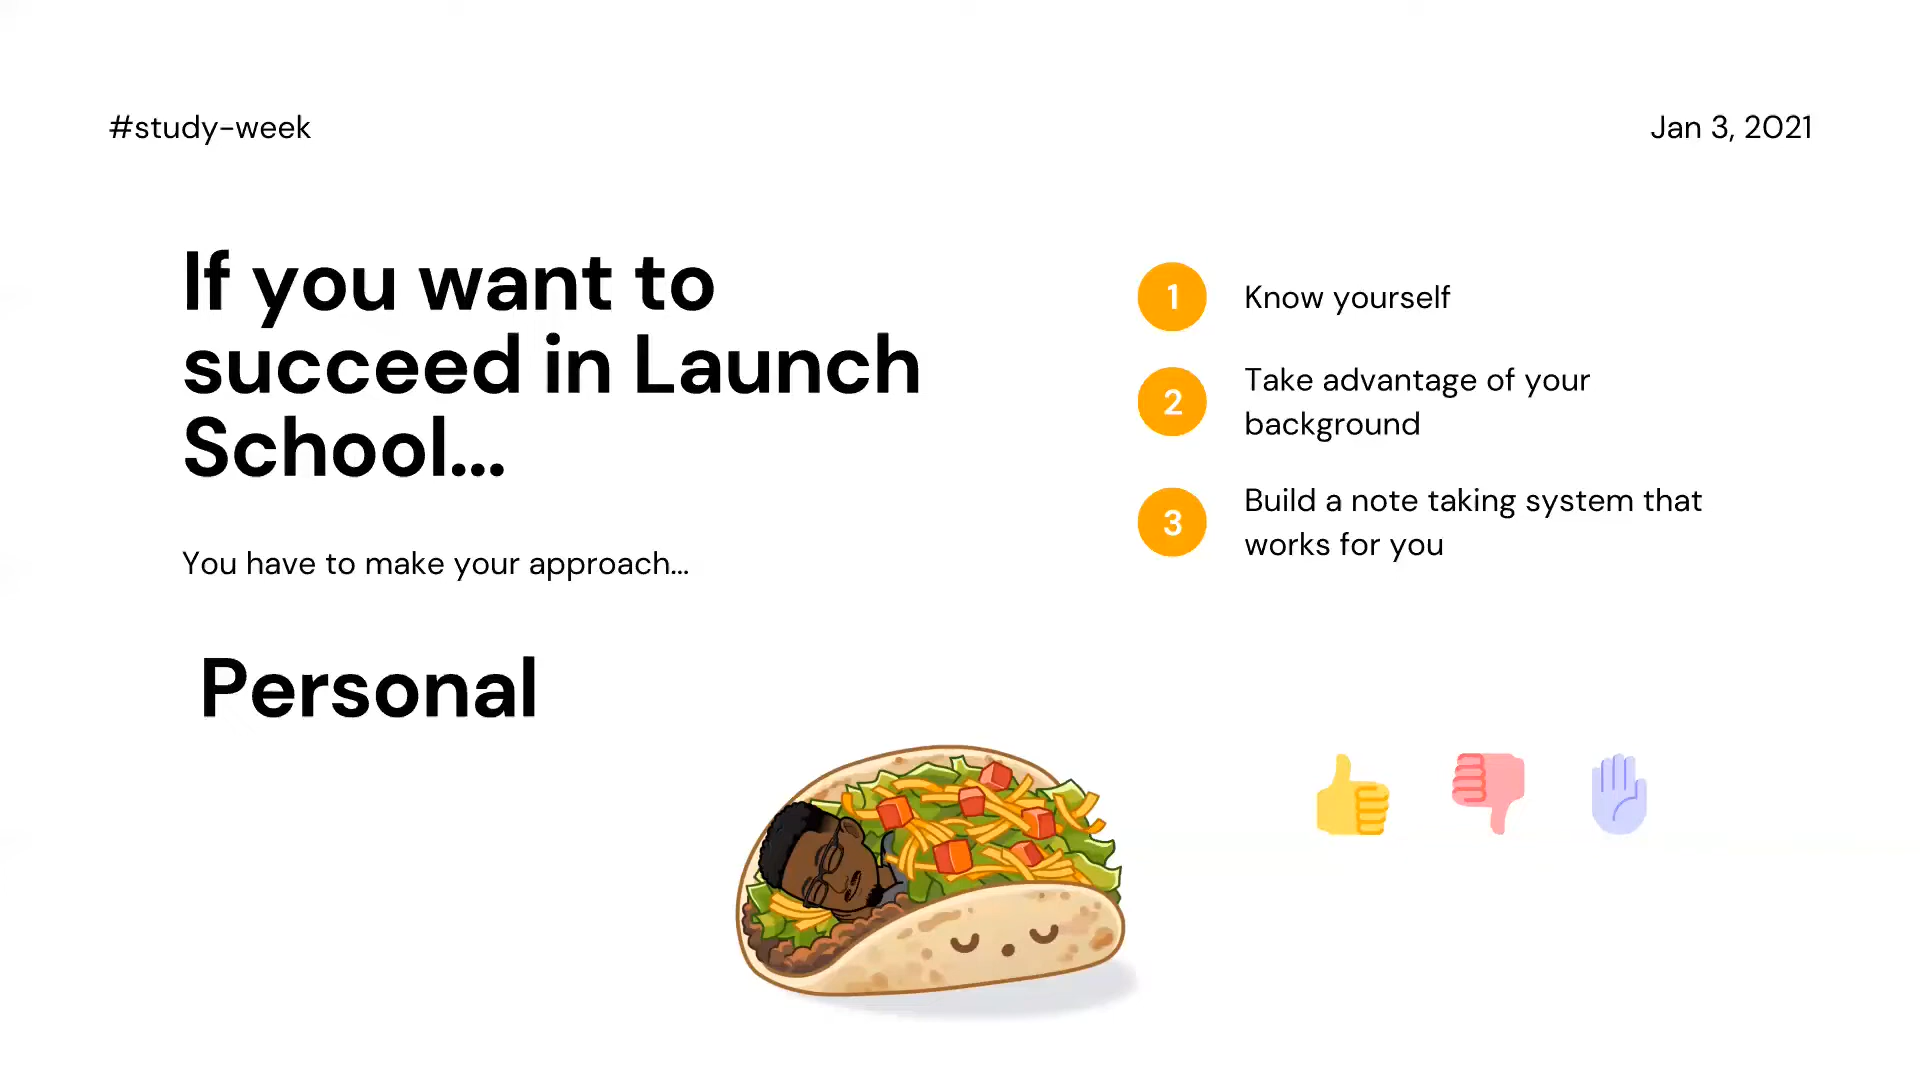 #study-week
Jan 3, 2021
If you want to
succeed in Launch
School...
You have to make your approach...
Personal
1
Know yourself
2
Take advantage of your
background
3
Build a note taking system that
works for you